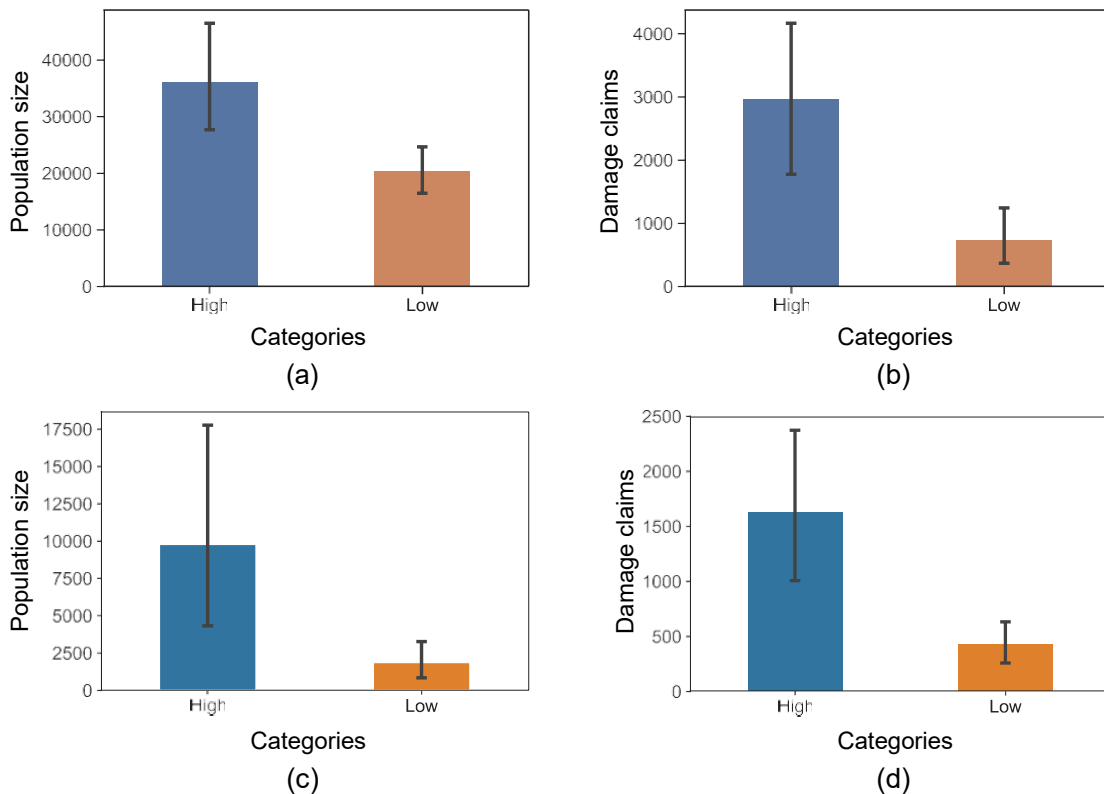 Population size
40000
30000
20000
10000
0
High
Low
Categories
(a)
Damage claims
4000
3000
2000
1000
0
High
Low
Categories
(b)
Population size
17500
15000
12500
10000
7500
5000
2500
0
High
Low
Categories
(c)
Damage claims
2500
2000
1500
1000
500
0
High
Low
Categories
(d)